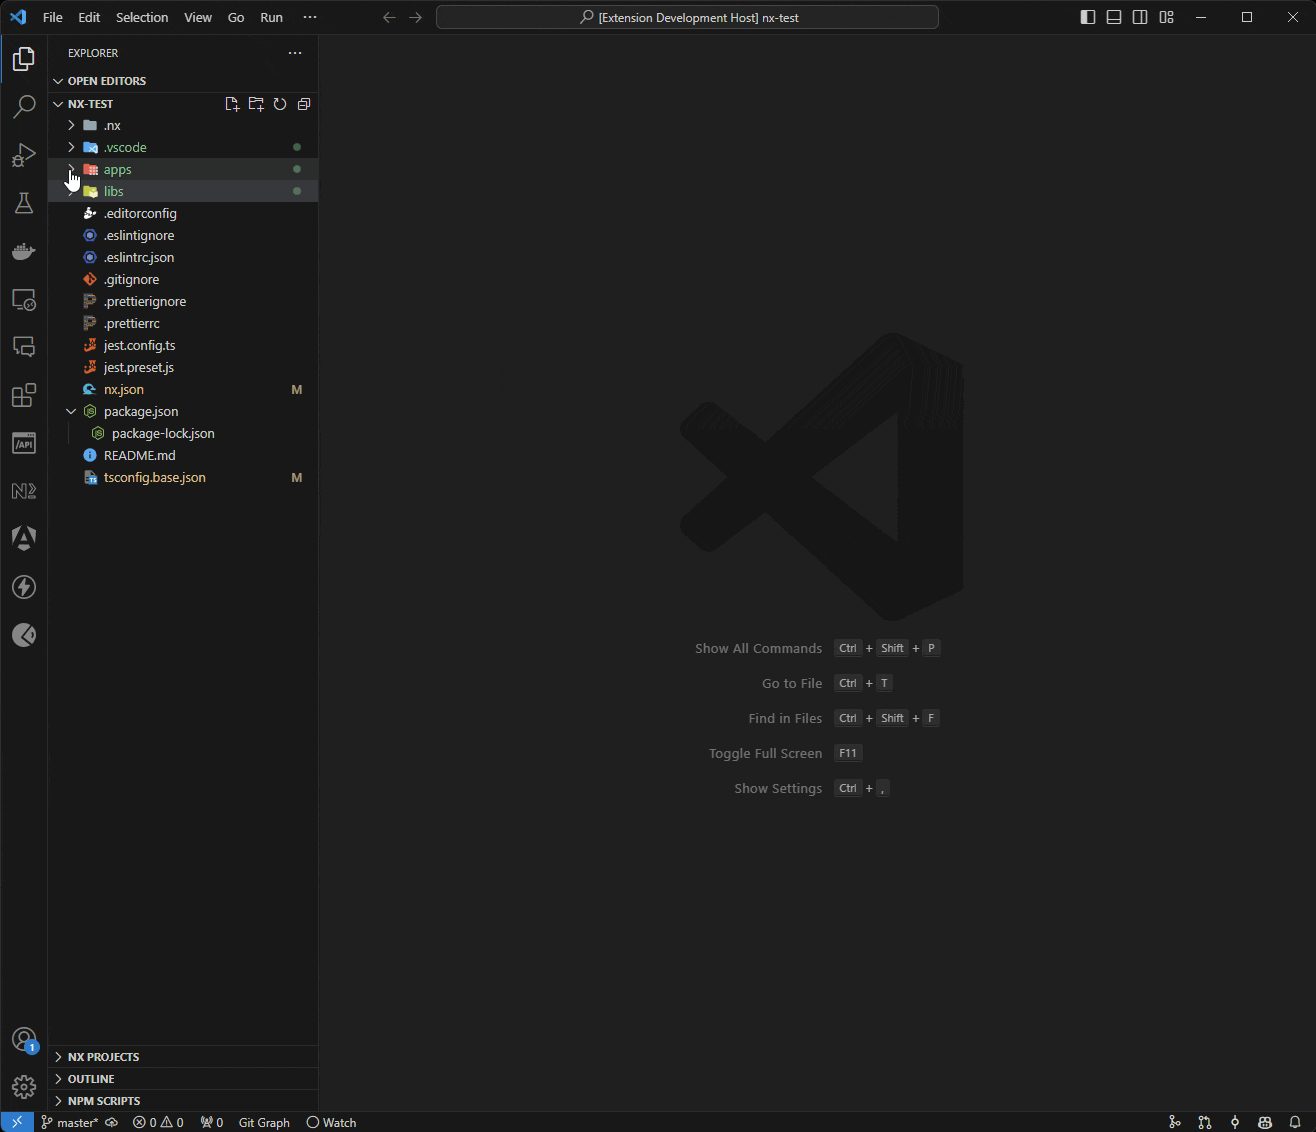 File Edit Selection View Go Run ··· [Extension Development Host] nx-test
EXPLORER
OPEN EDITORS
NX-TEST
.nx
.vscode
apps
libs
.editorconfig
.eslintignore
.eslintrc.json
.gitignore
.prettierignore
.prettierrc
jest.config.ts
jest.preset.js
nx.json M
package.json
package-lock.json
README.md
tsconfig.base.json M
Show All Commands Ctrl + Shift + P
Go to File Ctrl + T
Find in Files Ctrl + Shift + F
Toggle Full Screen F11
Show Settings Ctrl + ,
/API
1
NX PROJECTS
OUTLINE
NPM SCRIPTS
master* 0 0 0 Git Graph Watch